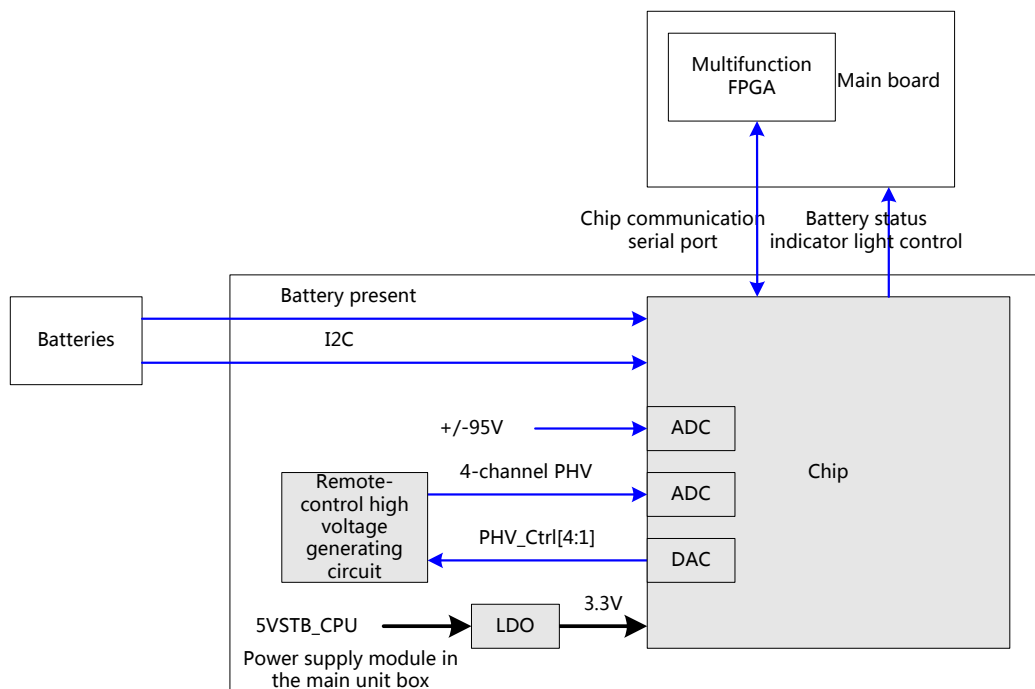 Multifunction
FPGA
Main board
Chip communication
serial port
Battery status
indicator light control
Battery present
Batteries
I2C
+/-95V
ADC
Chip
4-channel PHV
ADC
Remote-
control high
voltage
generating
circuit
PHV_Ctrl[4:1]
DAC
3.3V
5VSTB_CPU
LDO
Power supply module in
the main unit box